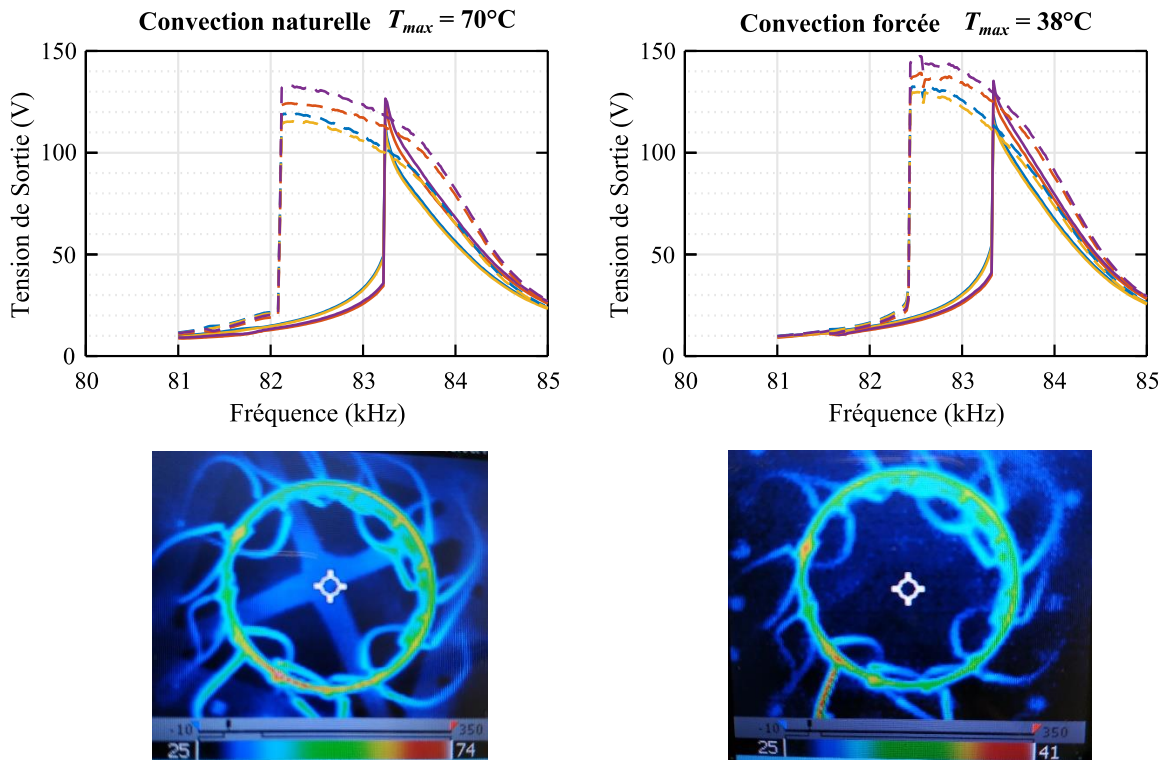 Convection naturelle T_max = 70°C
Convection forcée T_max = 38°C
150
100
50
0
Tension de Sortie (V)
80 81 82 83 84 85
Fréquence (kHz)
150
100
50
0
Tension de Sortie (V)
80 81 82 83 84 85
Fréquence (kHz)
-10 350
25 74
-10 350
25 41